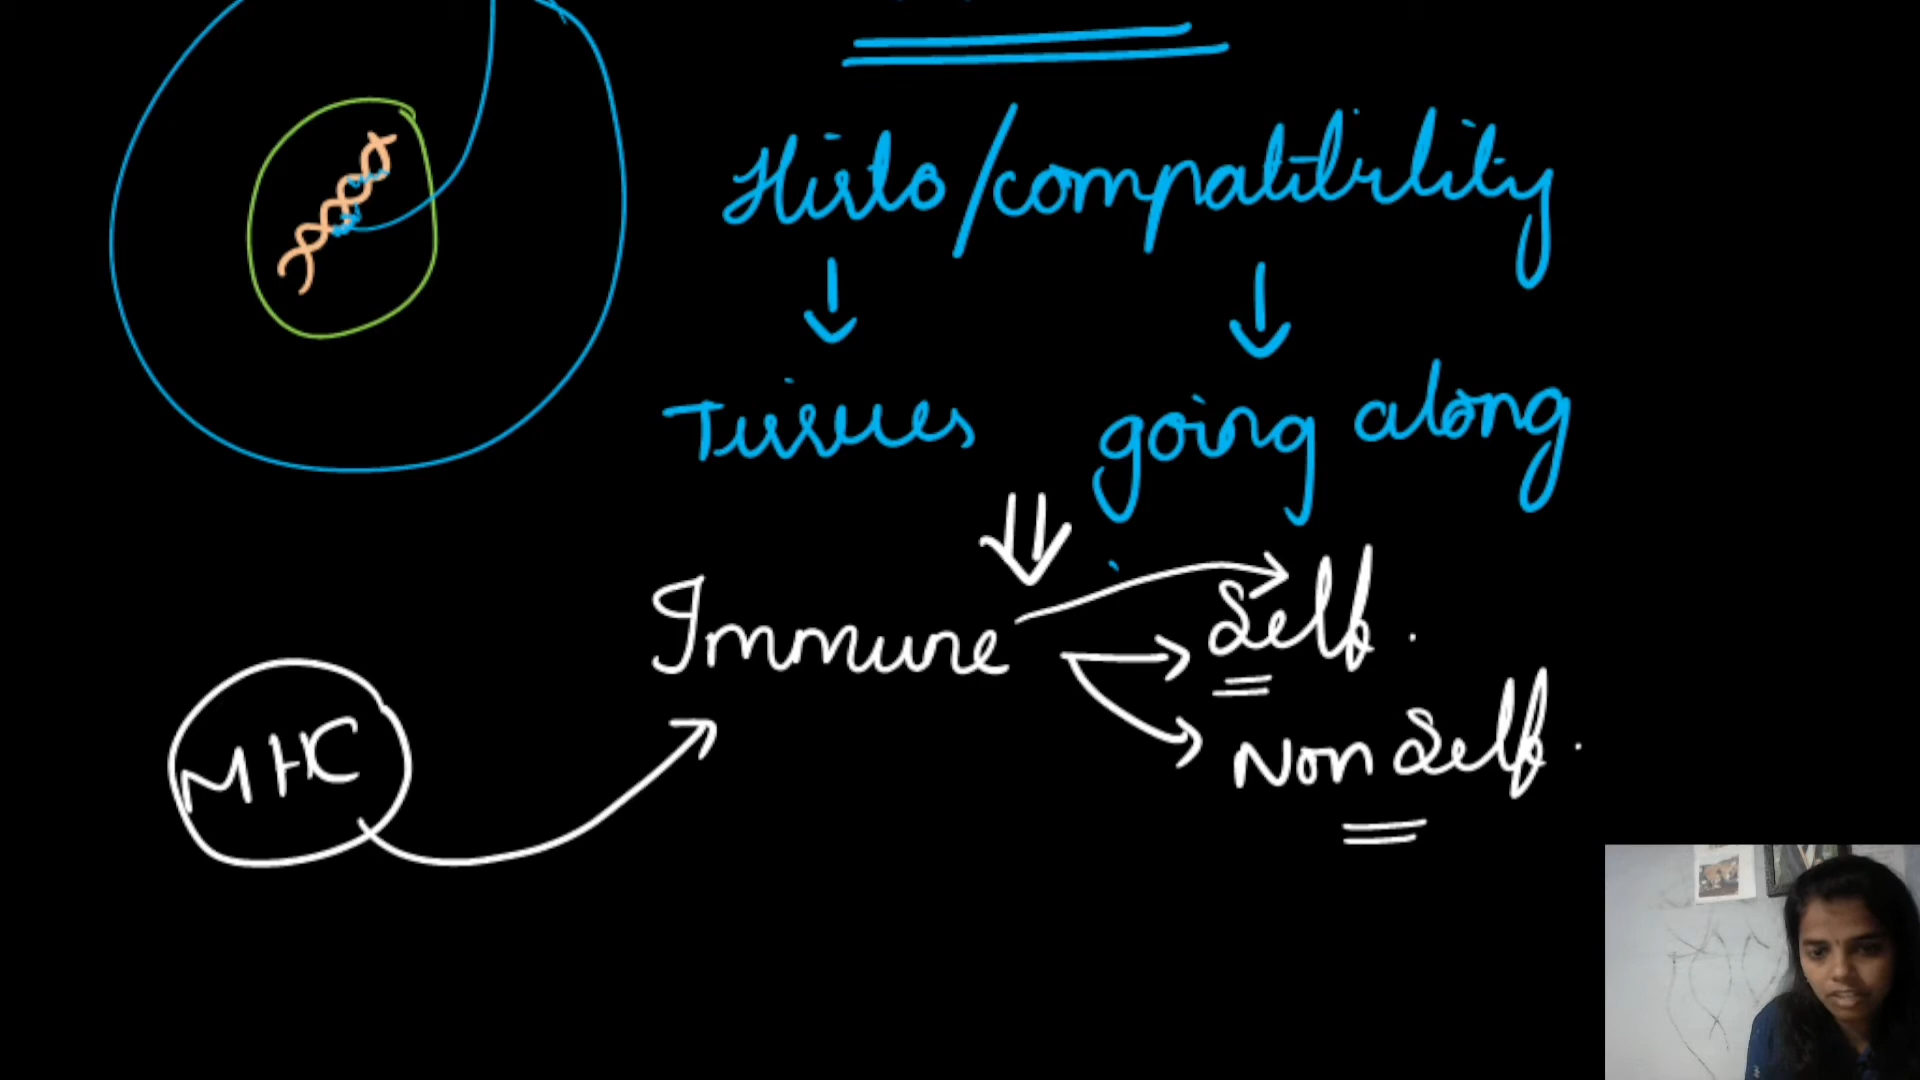 Histo/compatibility
Tissues going along
Immune Self.
Non Self.
MHC